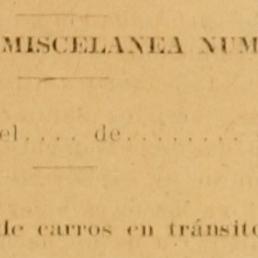 MISCELANEA NUM
el.... de........
de carros en tránsito